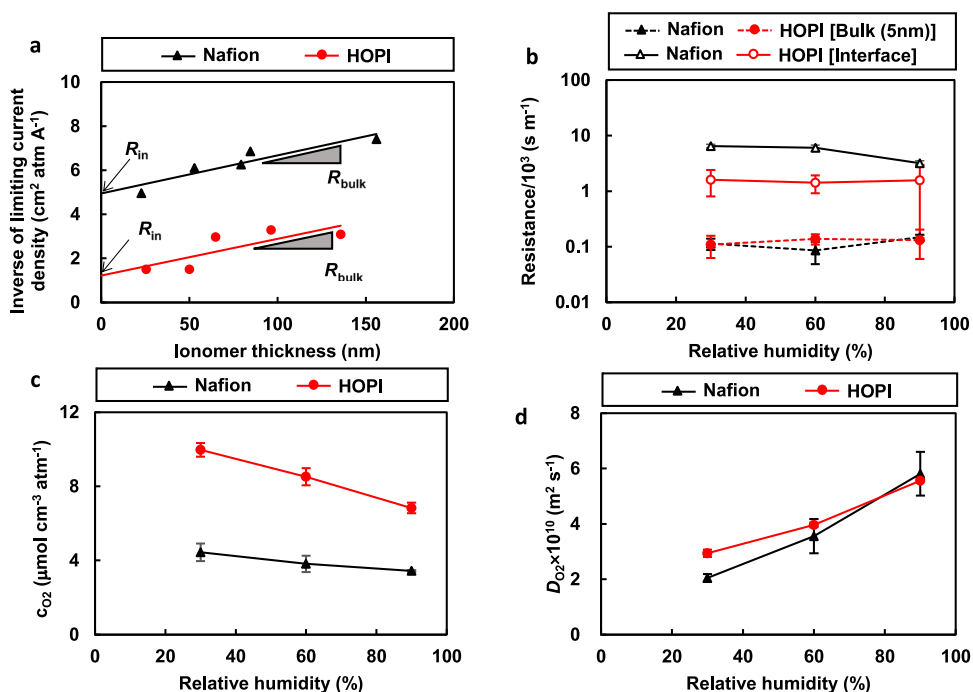 a
Nafion HOPI
Inverse of limiting current
density (cm² atm A⁻¹)
10
8
6
4
2
0
R_in
R_bulk
R_in
R_bulk
0 50 100 150 200
Ionomer thickness (nm)
b
Nafion HOPI [Bulk (5nm)]
Nafion HOPI [Interface]
Resistance/10³ (s m⁻¹)
100
10
1
0.1
0.01
0 20 40 60 80 100
Relative humidity (%)
c
Nafion HOPI
c_O2 (μmol cm⁻³ atm⁻¹)
12
8
4
0
0 20 40 60 80 100
Relative humidity (%)
d
Nafion HOPI
D_O2×10¹⁰ (m² s⁻¹)
8
6
4
2
0
0 20 40 60 80 100
Relative humidity (%)